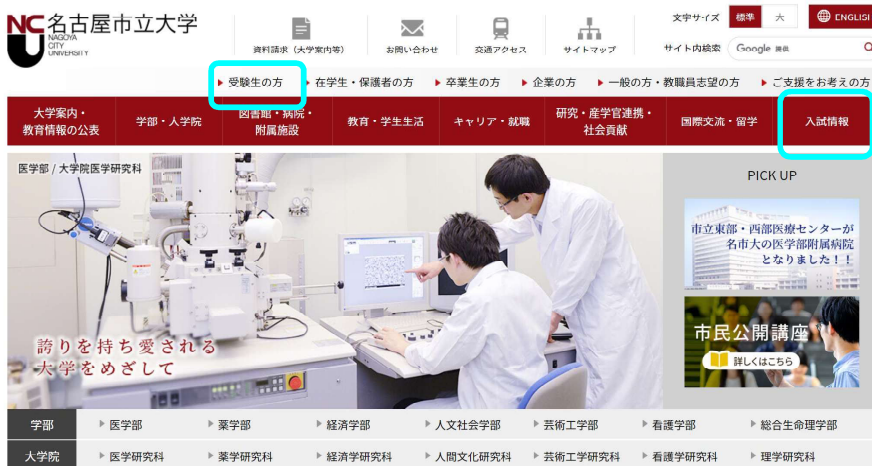 NC 名古屋市立大学
U NAGOYA
CITY
UNIVERSITY
文字サイズ 標準 大 ENGLISH
資料請求（大学案内等） お問い合わせ 交通アクセス サイトマップ サイト内検索 Google 提供
受験生の方 在学生・保護者の方 卒業生の方 企業の方 一般の方・教職員志望の方 ご支援をお考えの方
大学案内・
教育情報の公表 学部・大学院 図書館・病院・
附属施設 教育・学生生活 キャリア・就職 研究・産学官連携・
社会貢献 国際交流・留学 入試情報
医学部 / 大学院医学研究科
誇りを持ち愛される
大学をめざして
PICK UP
市立東部・西部医療センターが
名市大の医学部附属病院
となりました！！
市民公開講座
詳しくはこちら
学部 医学部 薬学部 経済学部 人文社会学部 芸術工学部 看護学部 総合生命理学部
大学院 医学研究科 薬学研究科 経済学研究科 人間文化研究科 芸術工学研究科 看護学研究科 理学研究科